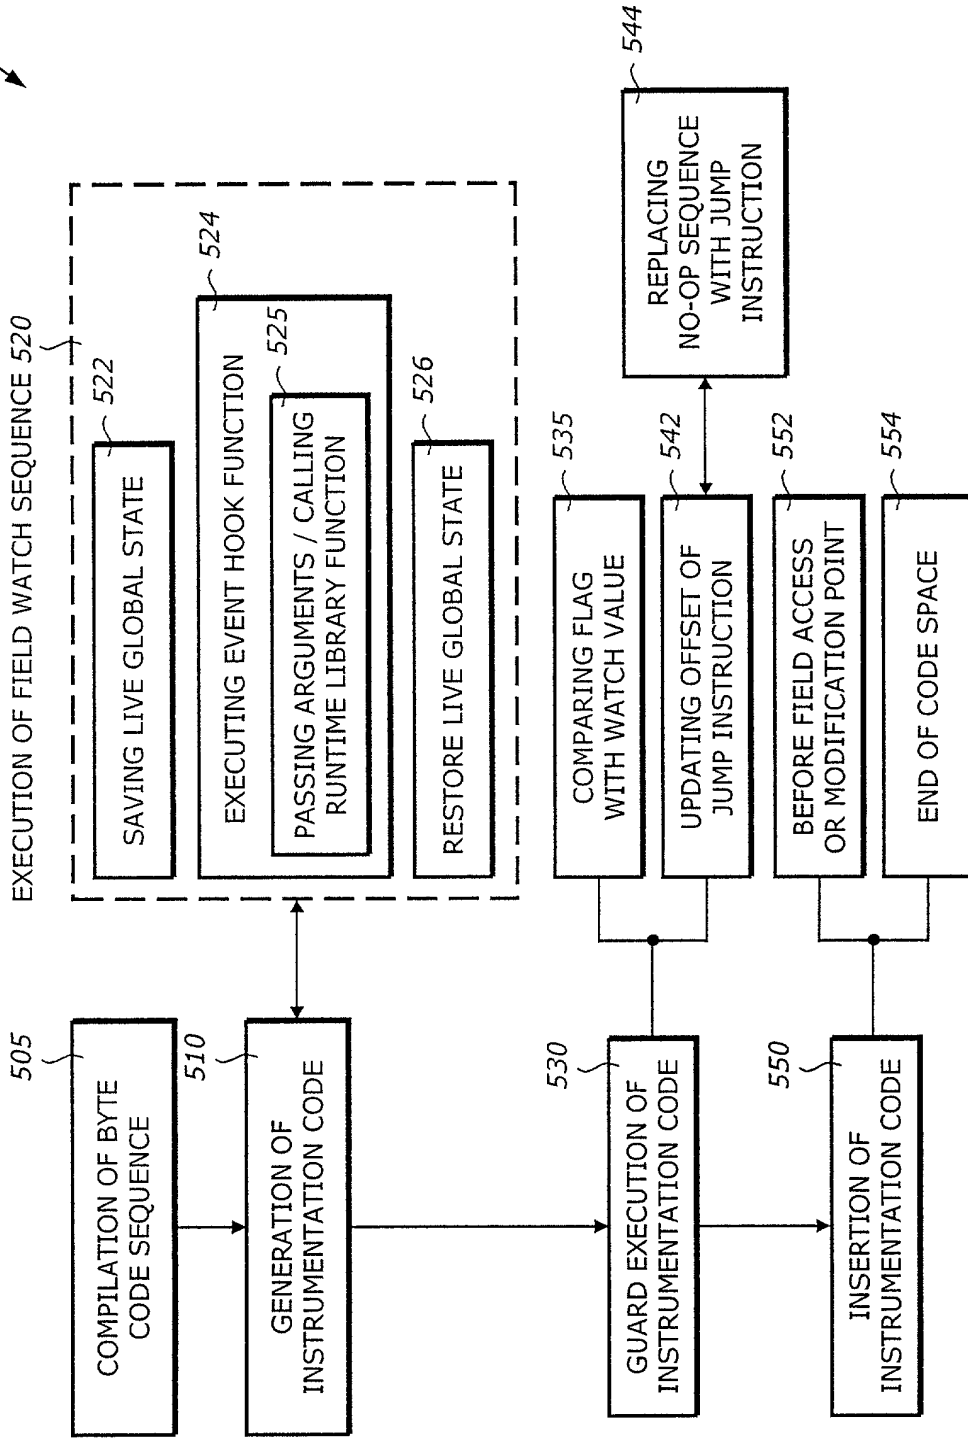 EXECUTION OF FIELD WATCH SEQUENCE 520
505
COMPILATION OF BYTE
CODE SEQUENCE
522
SAVING LIVE GLOBAL STATE
510
GENERATION OF
INSTRUMENTATION CODE
524
EXECUTING EVENT HOOK FUNCTION
525
PASSING ARGUMENTS / CALLING
RUNTIME LIBRARY FUNCTION
526
RESTORE LIVE GLOBAL STATE
530
GUARD EXECUTION OF
INSTRUMENTATION CODE
535
COMPARING FLAG
WITH WATCH VALUE
542
UPDATING OFFSET OF
JUMP INSTRUCTION
544
REPLACING
NO-OP SEQUENCE
WITH JUMP
INSTRUCTION
550
INSERTION OF
INSTRUMENTATION CODE
552
BEFORE FIELD ACCESS
OR MODIFICATION POINT
554
END OF CODE SPACE